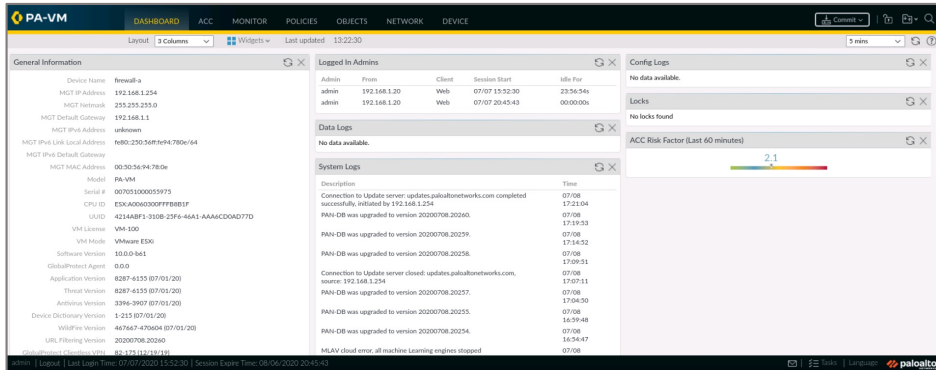 PA-VM
DASHBOARD ACC MONITOR POLICIES OBJECTS NETWORK DEVICE
Commit
Layout 3 Columns Widgets Last updated 13:22:30
5 mins
General Information
Device Name firewall-a
MGT IP Address 192.168.1.254
MGT Netmask 255.255.255.0
MGT Default Gateway 192.168.1.1
MGT IPv6 Address unknown
MGT IPv6 Link Local Address fe80::250:56ff:fe94:780e/64
MGT IPv6 Default Gateway
MGT MAC Address 00:50:56:94:78:0e
Model PA-VM
Serial # 007051000055975
CPU ID ESX:A0060300FFFB8B1F
UUID 4214ABF1-310B-25F6-46A1-AAA6CD0AD77D
VM License VM-100
VM Mode VMware ESXi
Software Version 10.0.0-b61
GlobalProtect Agent 0.0.0
Application Version 8287-6155 (07/01/20)
Threat Version 8287-6155 (07/01/20)
Antivirus Version 3396-3907 (07/01/20)
Device Dictionary Version 1-215 (07/01/20)
WildFire Version 467667-470604 (07/01/20)
URL Filtering Version 20200708.20260
GlobalProtect Clientless VPN 82-175 (12/19/19)
Logged In Admins
Admin From Client Session Start Idle For
admin 192.168.1.20 Web 07/07 15:52:30 23:56:54s
admin 192.168.1.20 Web 07/07 20:45:43 00:00:00s
Data Logs
No data available.
System Logs
Description Time
Connection to Update server: updates.paloaltonetworks.com completed 07/08
successfully, initiated by 192.168.1.254 17:21:04
PAN-DB was upgraded to version 20200708.20260. 07/08
17:19:53
PAN-DB was upgraded to version 20200708.20259. 07/08
17:14:52
PAN-DB was upgraded to version 20200708.20258. 07/08
17:09:51
Connection to Update server closed: updates.paloaltonetworks.com, 07/08
source: 192.168.1.254 17:07:11
PAN-DB was upgraded to version 20200708.20257. 07/08
17:04:50
PAN-DB was upgraded to version 20200708.20255. 07/08
16:59:48
PAN-DB was upgraded to version 20200708.20254. 07/08
16:54:47
MLAV cloud error, all machine Learning engines stopped 07/08
Config Logs
No data available.
Locks
No locks found
ACC Risk Factor (Last 60 minutes)
2.1
admin | Logout | Last Login Time: 07/07/2020 15:52:30 | Session Expire Time: 08/06/2020 20:45:43
Tasks | Language paloalto